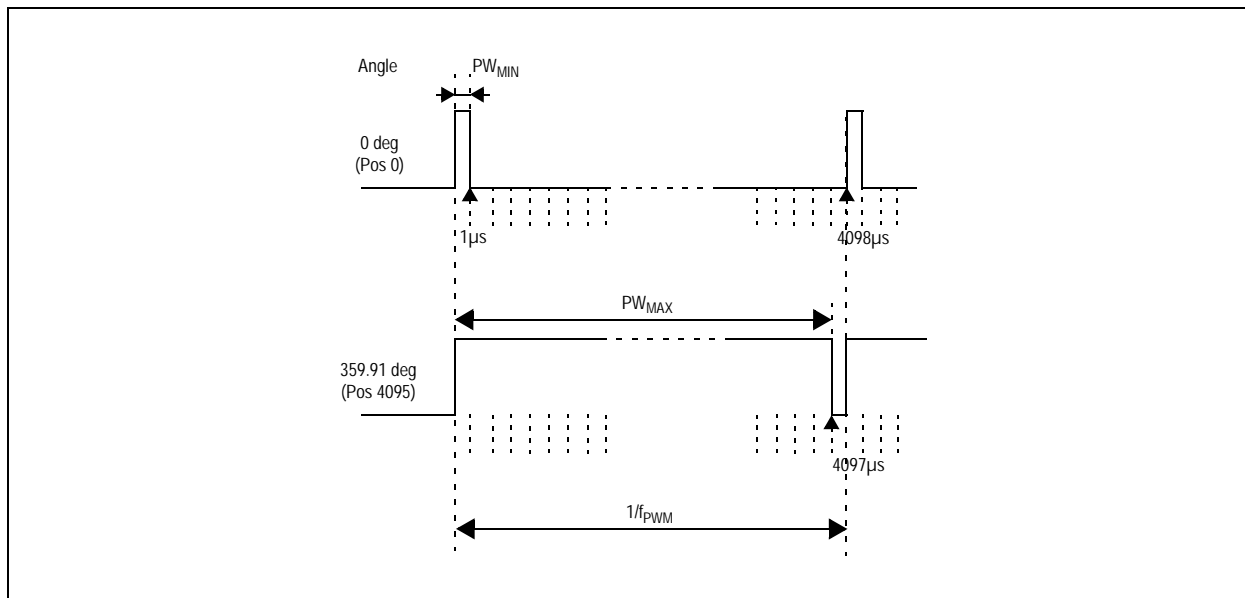 Angle
PWMIN
0 deg
(Pos 0)
1µs
4098µs
PWMAX
359.91 deg
(Pos 4095)
4097µs
1/fPWM